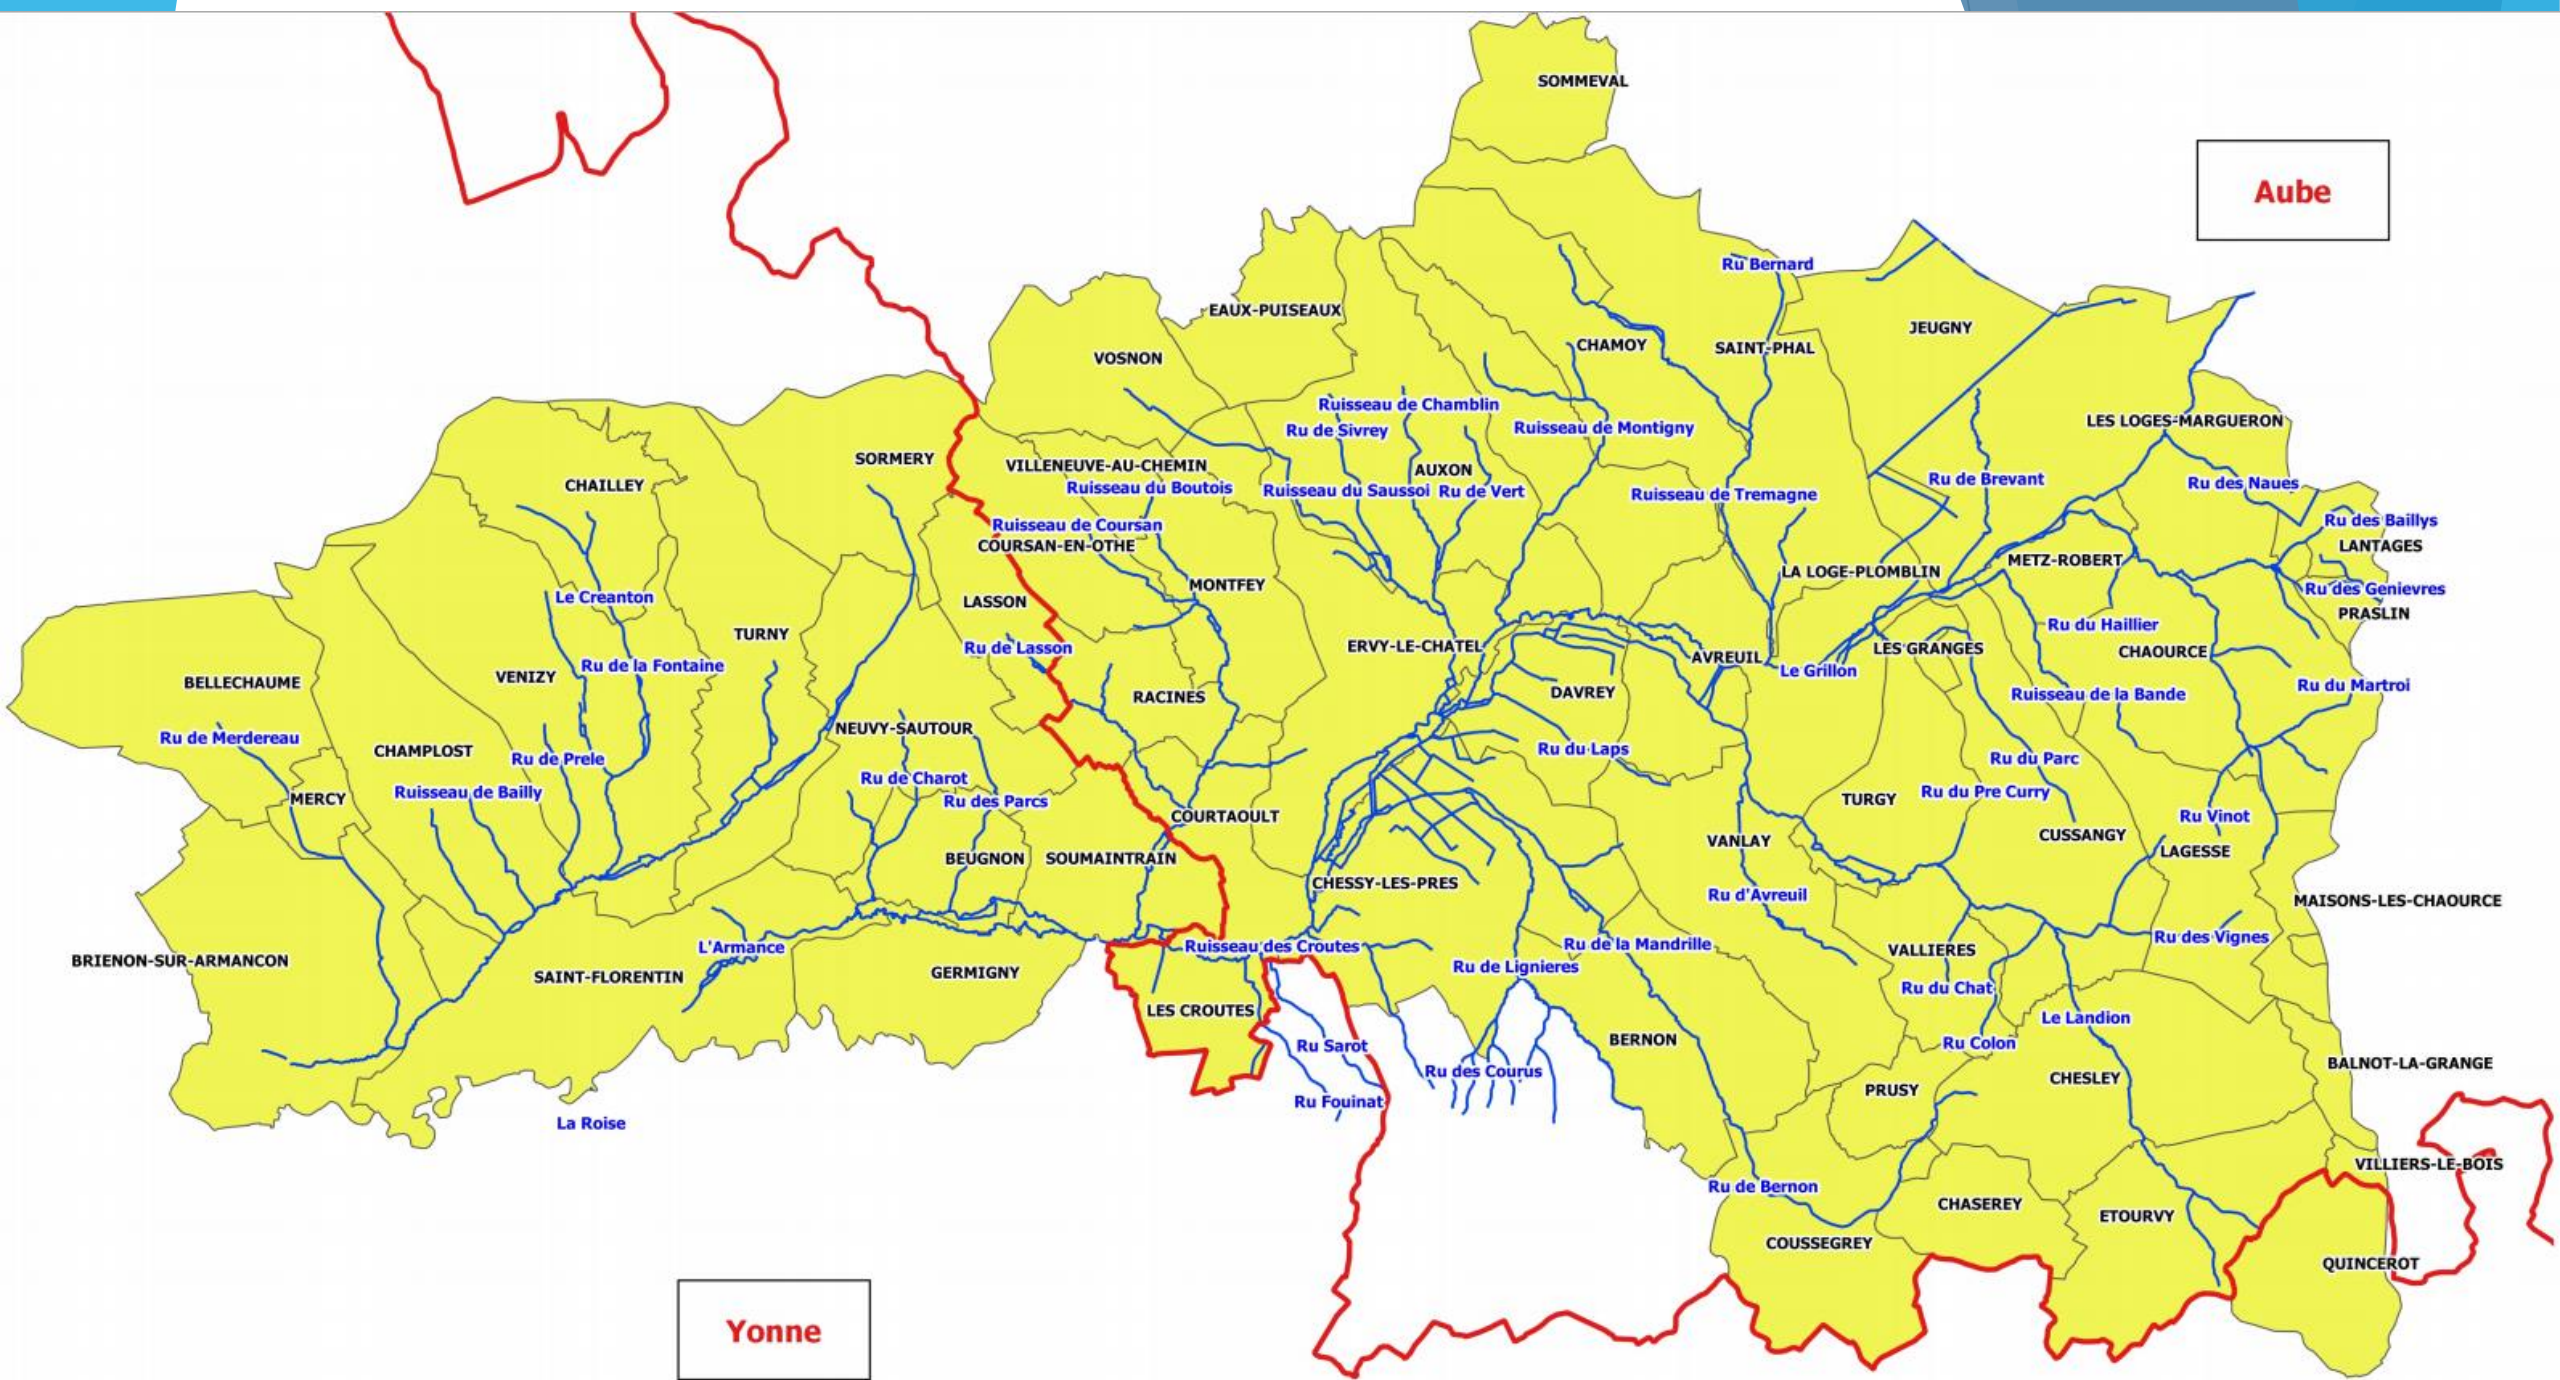 SOMMEVAL
Aube
Ru Bernard
EAUX-PUISEAUX
JEUGNY
CHAMOY
SAINT-PHAL
VOSNON
Ruisseau de Chamblin
LES LOGES-MARGUERON
Ru de Sivrey
Ruisseau de Montigny
SORMERY
VILLENEUVE-AU-CHEMIN
AUXON
Ru de Brevant
CHAILLEY
Ruisseau du Boutois
Ruisseau du Saussoi
Ru de Vert
Ruisseau de Tremagne
Ru des Naues
Ruisseau de Coursan
Ru des Baillys
COURSAN-EN-OTHE
LANTAGES
METZ-ROBERT
LA LOGE-PLOMBLIN
MONTFEY
Ru des Genievres
Le Creanton
LASSON
PRASLIN
Ru du Haillier
TURNY
Ru de Lasson
ERVY-LE-CHATEL
LES GRANGES
CHAOURCE
AVREUIL
Le Grillon
Ru de la Fontaine
VENIZY
BELLECHAUME
RACINES
DAVREY
Ruisseau de la Bande
Ru du Martroi
NEUVY-SAUTOUR
Ru de Merdereau
CHAMPLOST
Ru du Laps
Ru de Prele
Ru du Parc
Ru de Charot
Ruisseau de Bailly
Ru du Pre Curry
MERCY
Ru des Parcs
TURGY
COURTAOULT
Ru Vinot
CUSSANGY
VANLAY
LAGESSE
BEUGNON
SOUMAINTRAIN
CHESSY-LES-PRES
Ru d'Avreuil
MAISONS-LES-CHAOURCE
Ru des Vignes
L'Armance
Ruisseau des Croutes
Ru de la Mandrille
VALLIERES
BRIENON-SUR-ARMANCON
Ru de Lignieres
SAINT-FLORENTIN
GERMIGNY
Ru du Chat
LES CROUTES
Le Landion
BERNON
Ru Colon
Ru Sarot
BALNOT-LA-GRANGE
Ru des Courus
CHESLEY
PRUSY
Ru Fouinat
La Roise
VILLIERS-LE-BOIS
Ru de Bernon
CHASEREY
ETOURVY
COUSSEGREY
QUINCEROT
Yonne